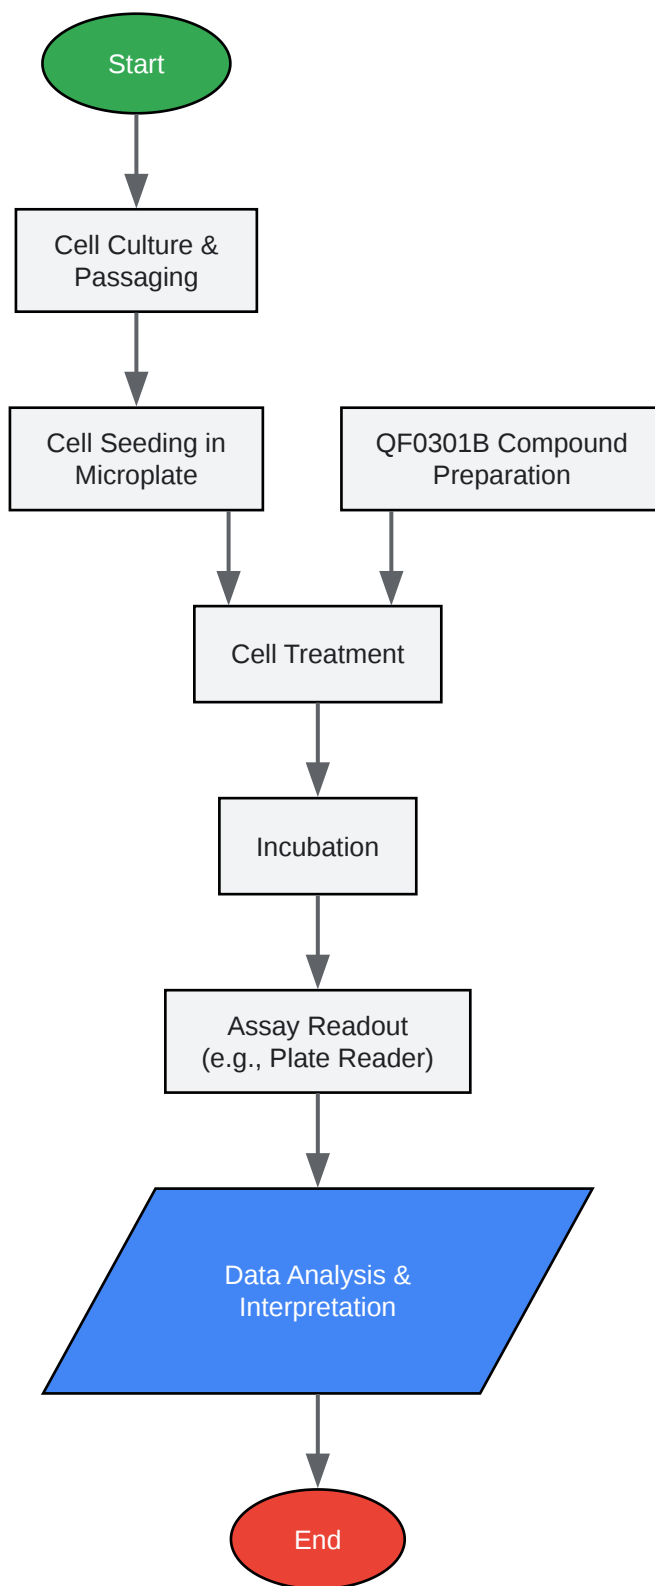 Start
Cell Culture &
Passaging
Cell Seeding in
Microplate
QF0301B Compound
Preparation
Cell Treatment
Incubation
Assay Readout
(e.g., Plate Reader)
Data Analysis &
Interpretation
End